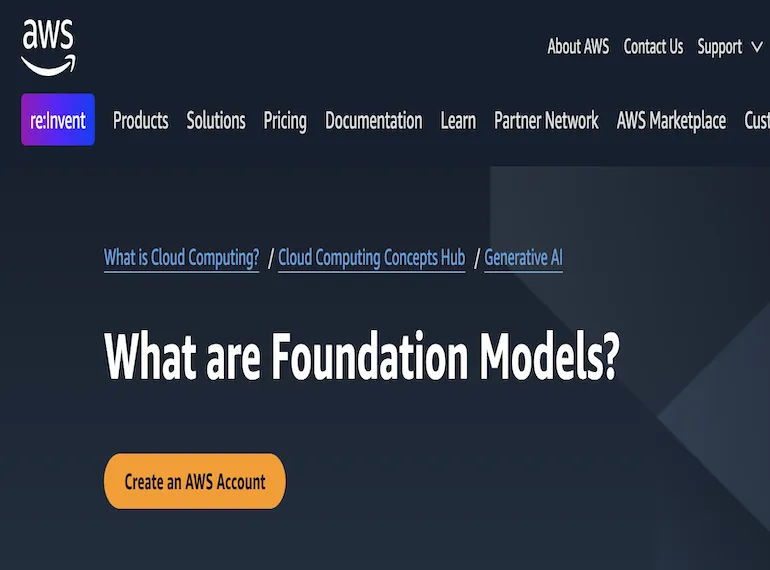 aws
About AWS Contact Us Support
re:Invent Products Solutions Pricing Documentation Learn Partner Network AWS Marketplace Cust
What is Cloud Computing? / Cloud Computing Concepts Hub / Generative AI
What are Foundation Models?
Create an AWS Account